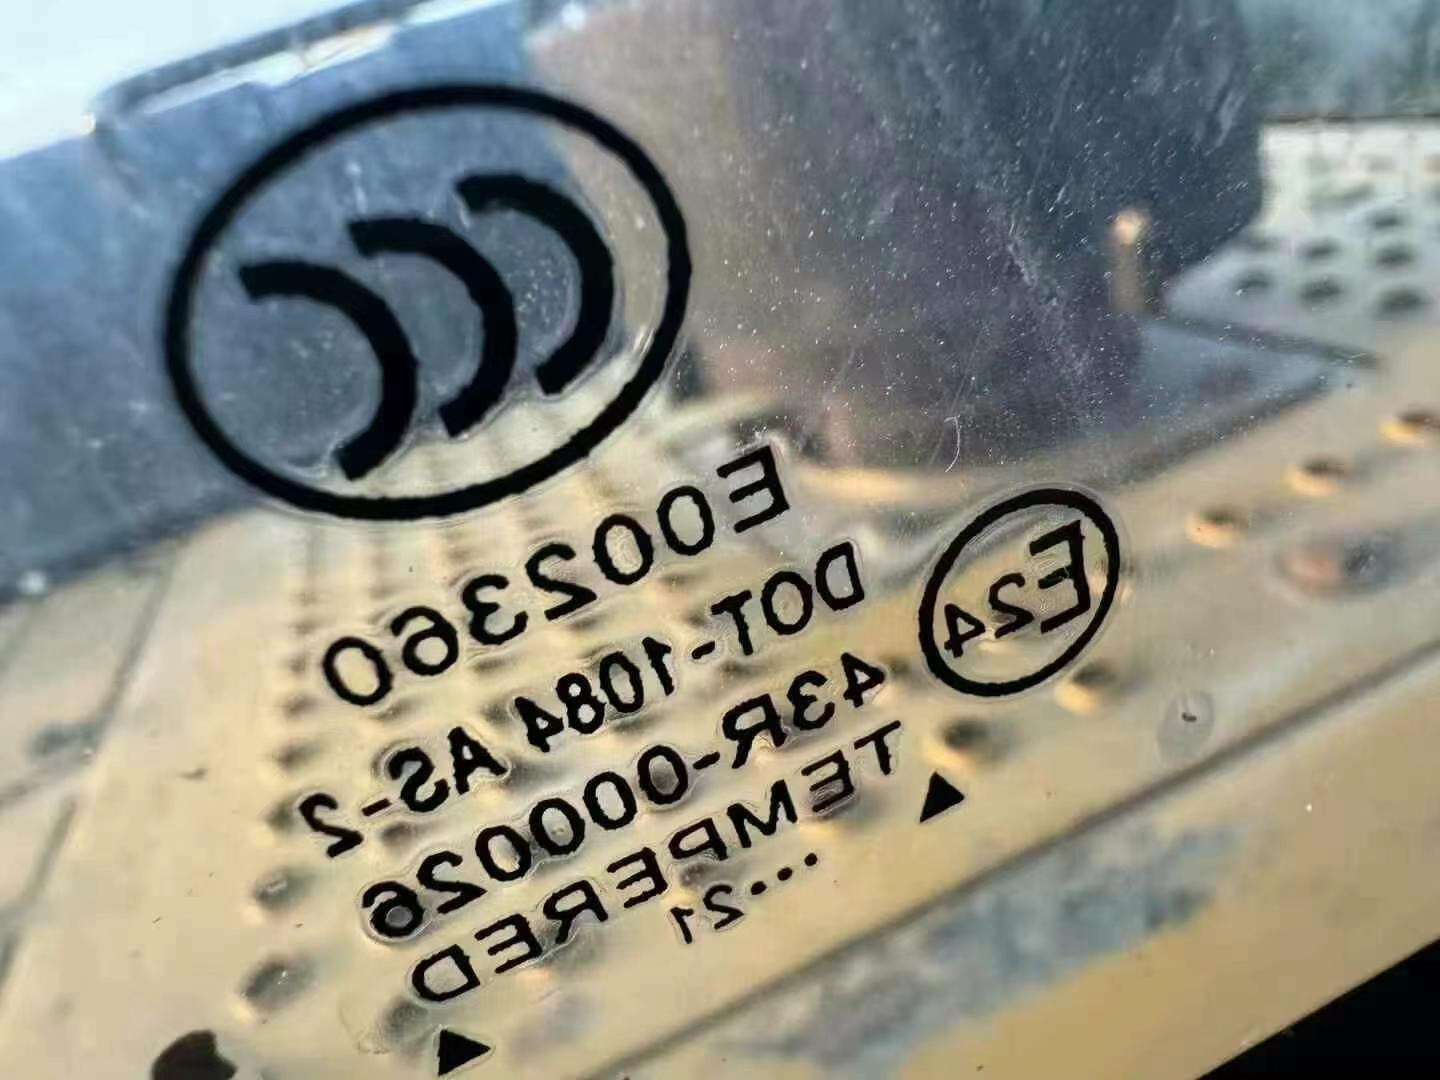 CCC
E002360
DOT-1084 AS-2
E24
43R-000026
TEMPERED
....21